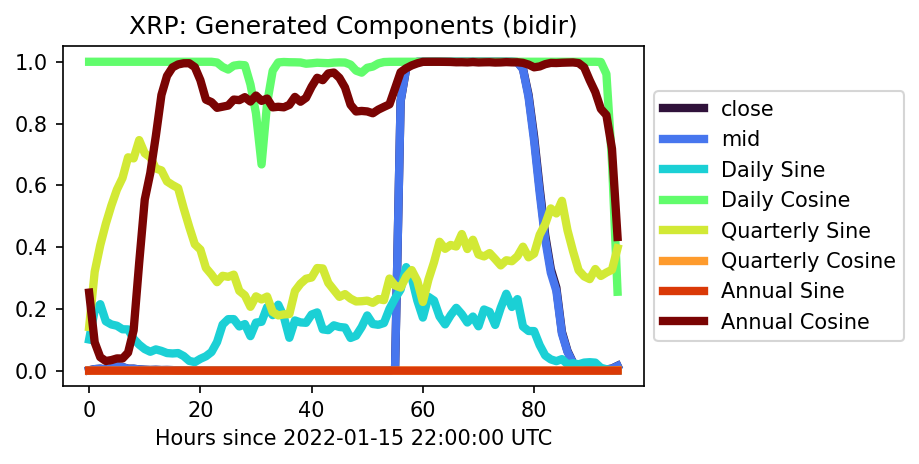 XRP: Generated Components (bidir)
1.0
0.8
0.6
0.4
0.2
0.0
0 20 40 60 80
Hours since 2022-01-15 22:00:00 UTC
close
mid
Daily Sine
Daily Cosine
Quarterly Sine
Quarterly Cosine
Annual Sine
Annual Cosine